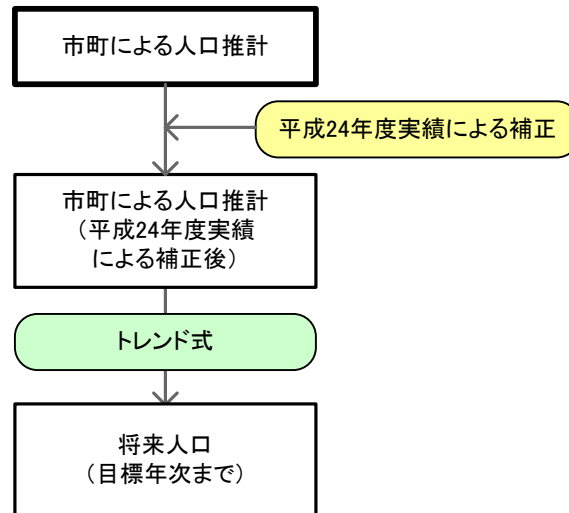 市町による人口推計
平成24年度実績による補正
市町による人口推計
（平成24年度実績
による補正後）
トレンド式
将来人口
（目標年次まで）